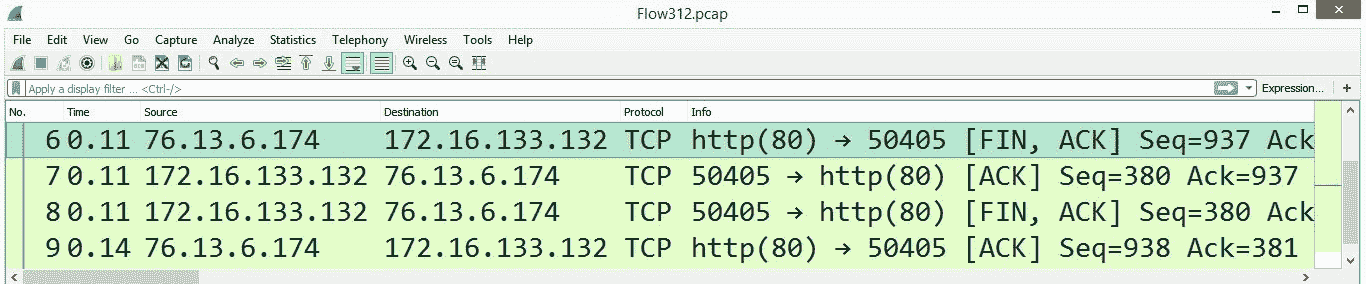 Flow312.pcap
File Edit View Go Capture Analyze Statistics Telephony Wireless Tools Help
Apply a display filter ... <Ctrl-/> Expression... +
No. Time Source Destination Protocol Info
6 0.11 76.13.6.174 172.16.133.132 TCP http(80) → 50405 [FIN, ACK] Seq=937 Ack
7 0.11 172.16.133.132 76.13.6.174 TCP 50405 → http(80) [ACK] Seq=380 Ack=937
8 0.11 172.16.133.132 76.13.6.174 TCP 50405 → http(80) [FIN, ACK] Seq=380 Ack
9 0.14 76.13.6.174 172.16.133.132 TCP http(80) → 50405 [ACK] Seq=938 Ack=381